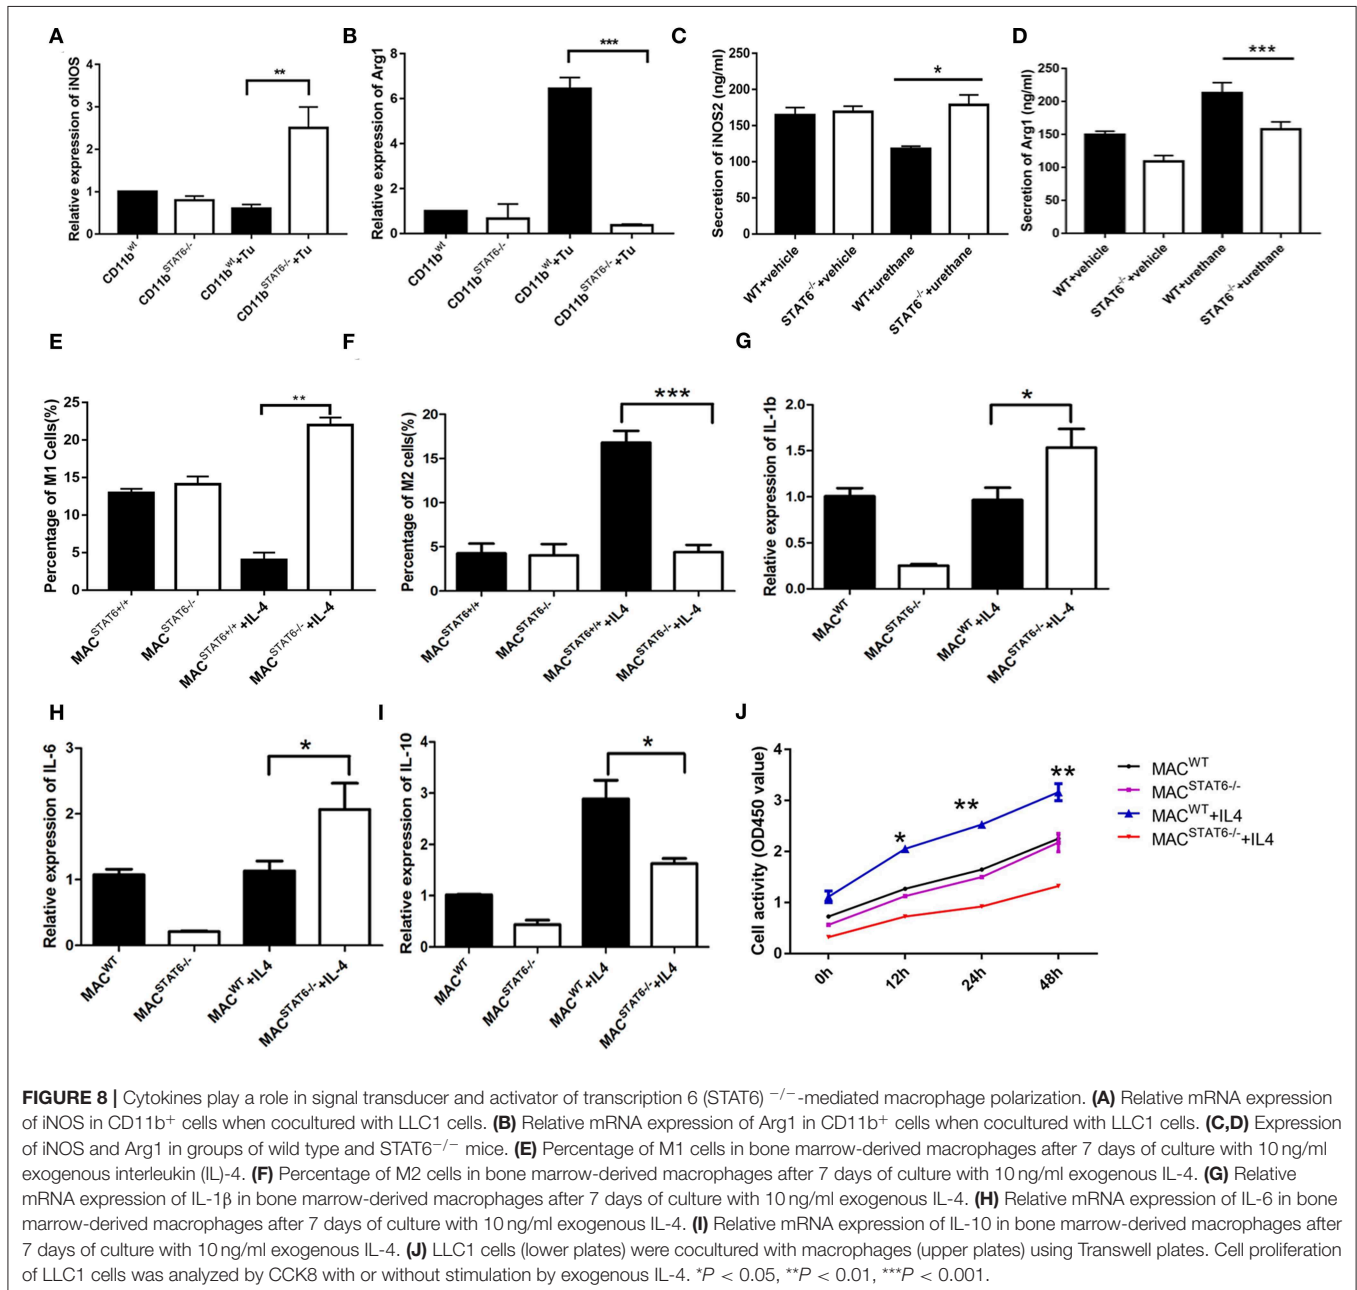 A
Relative expression of iNOS
4
3
2
1
0
**
CD11b^wt
CD11b^STAT6-/-
CD11b^wt+Tu
CD11b^STAT6-/-+Tu
B
Relative expression of Arg1
8
6
4
2
0
***
CD11b^wt
CD11b^STAT6-/-
CD11b^wt+Tu
CD11b^STAT6-/-+Tu
C
Secretion of iNOS2 (ng/ml)
250
200
150
100
50
0
*
WT+vehicle
STAT6^-/-+vehicle
WT+urethane
STAT6^-/-+urethane
D
Secretion of Arg1 (ng/ml)
250
200
150
100
50
0
***
WT+vehicle
STAT6^-/-+vehicle
WT+urethane
STAT6^-/-+urethane
E
Percentage of M1 Cells(%)
25
20
15
10
5
0
**
MAC^STAT6+/+
MAC^STAT6-/-
MAC^STAT6+/+ +IL-4
MAC^STAT6-/- +IL-4
F
Percentage of M2 cells(%)
20
15
10
5
0
***
MAC^STAT6+/+
MAC^STAT6-/-
MAC^STAT6+/+ +IL4
MAC^STAT6-/- +IL-4
G
Relative expression of IL-1b
2.0
1.5
1.0
0.5
0.0
*
MAC^WT
MAC^STAT6-/-
MAC^WT+IL4
MAC^STAT6-/-+IL-4
H
Relative expression of IL-6
3
2
1
0
*
MAC^WT
MAC^STAT6-/-
MAC^WT+IL4
MAC^STAT6-/-+IL-4
I
Relative expression of IL-10
4
3
2
1
0
*
MAC^WT
MAC^STAT6-/-
MAC^WT+IL4
MAC^STAT6-/-+IL4
J
Cell activity (OD450 value)
4
3
2
1
0
*
**
**
0h
12h
24h
48h
MAC^WT
MAC^STAT6-/-
MAC^WT+IL4
MAC^STAT6-/-+IL4
FIGURE 8 | Cytokines play a role in signal transducer and activator of transcription 6 (STAT6) −/−-mediated macrophage polarization. (A) Relative mRNA expression
of iNOS in CD11b+ cells when cocultured with LLC1 cells. (B) Relative mRNA expression of Arg1 in CD11b+ cells when cocultured with LLC1 cells. (C,D) Expression
of iNOS and Arg1 in groups of wild type and STAT6−/− mice. (E) Percentage of M1 cells in bone marrow-derived macrophages after 7 days of culture with 10 ng/ml
exogenous interleukin (IL)-4. (F) Percentage of M2 cells in bone marrow-derived macrophages after 7 days of culture with 10 ng/ml exogenous IL-4. (G) Relative
mRNA expression of IL-1β in bone marrow-derived macrophages after 7 days of culture with 10 ng/ml exogenous IL-4. (H) Relative mRNA expression of IL-6 in bone
marrow-derived macrophages after 7 days of culture with 10 ng/ml exogenous IL-4. (I) Relative mRNA expression of IL-10 in bone marrow-derived macrophages after
7 days of culture with 10 ng/ml exogenous IL-4. (J) LLC1 cells (lower plates) were cocultured with macrophages (upper plates) using Transwell plates. Cell proliferation
of LLC1 cells was analyzed by CCK8 with or without stimulation by exogenous IL-4. *P < 0.05, **P < 0.01, ***P < 0.001.